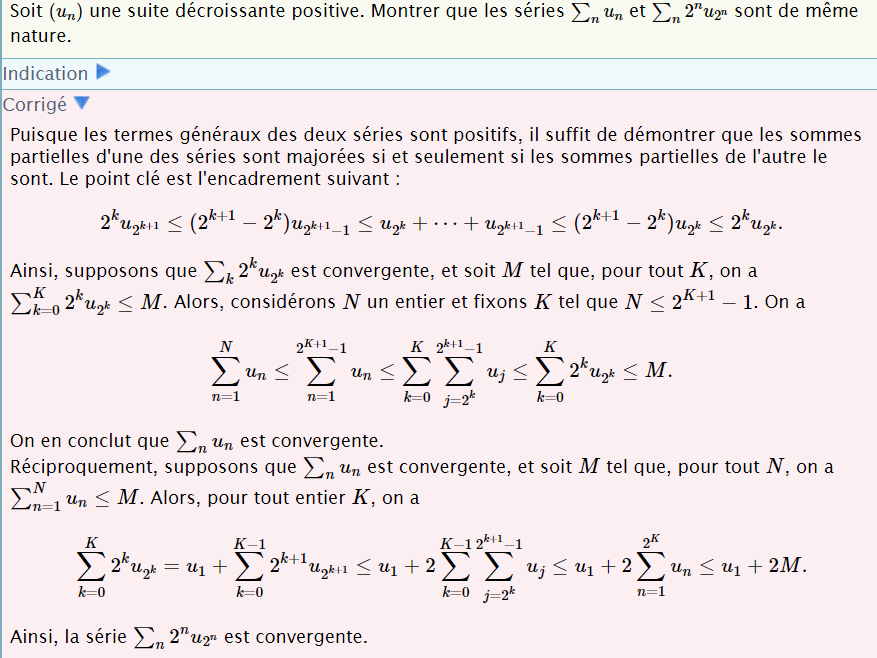 Soit $(u_n)$ une suite décroissante positive. Montrer que les séries $\sum_n u_n$ et $\sum_n 2^n u_{2^n}$ sont de même
nature.
Indication
Corrigé
Puisque les termes généraux des deux séries sont positifs, il suffit de démontrer que les sommes
partielles d'une des séries sont majorées si et seulement si les sommes partielles de l'autre le
sont. Le point clé est l'encadrement suivant :
$2^k u_{2^{k+1}} \leq (2^{k+1} - 2^k) u_{2^{k+1}-1} \leq u_{2^k} + \cdots + u_{2^{k+1}-1} \leq (2^{k+1} - 2^k) u_{2^k} \leq 2^k u_{2^k}.$
Ainsi, supposons que $\sum_k 2^k u_{2^k}$ est convergente, et soit $M$ tel que, pour tout $K$, on a
$\sum_{k=0}^K 2^k u_{2^k} \leq M$. Alors, considérons $N$ un entier et fixons $K$ tel que $N \leq 2^{K+1} - 1$. On a
$\sum_{n=1}^N u_n \leq \sum_{n=1}^{2^{K+1}-1} u_n \leq \sum_{k=0}^K \sum_{j=2^k}^{2^{k+1}-1} u_j \leq \sum_{k=0}^K 2^k u_{2^k} \leq M.$
On en conclut que $\sum_n u_n$ est convergente.
Réciproquement, supposons que $\sum_n u_n$ est convergente, et soit $M$ tel que, pour tout $N$, on a
$\sum_{n=1}^N u_n \leq M$. Alors, pour tout entier $K$, on a
$\sum_{k=0}^K 2^k u_{2^k} = u_1 + \sum_{k=0}^{K-1} 2^{k+1} u_{2^{k+1}} \leq u_1 + 2 \sum_{k=0}^{K-1} \sum_{j=2^k}^{2^{k+1}-1} u_j \leq u_1 + 2 \sum_{n=1}^{2^K} u_n \leq u_1 + 2M.$
Ainsi, la série $\sum_n 2^n u_{2^n}$ est convergente.